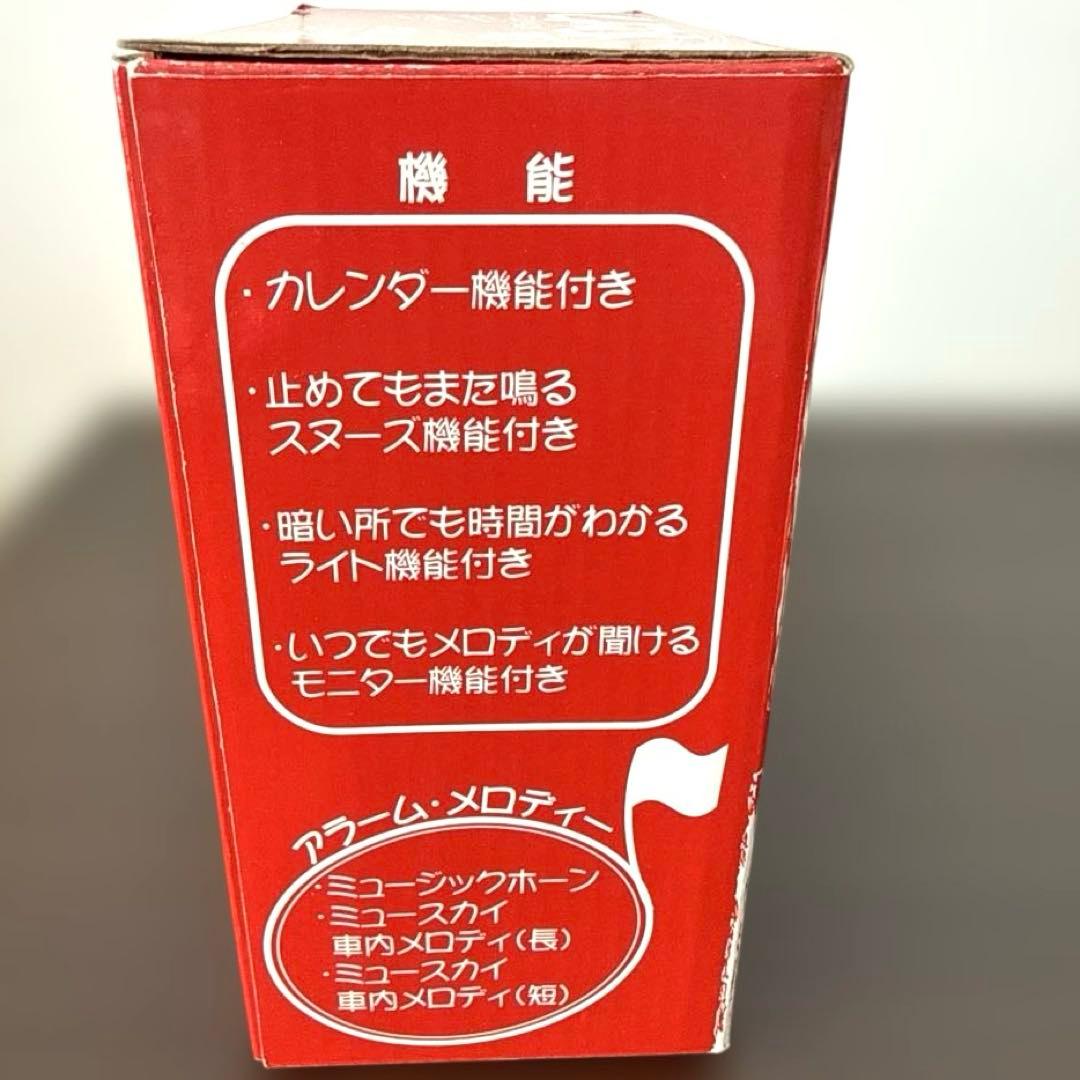 機能
・カレンダー機能付き
・止めてもまた鳴る
スヌーズ機能付き
・暗い所でも時間がわかる
ライト機能付き
・いつでもメロディが聞ける
モニター機能付き
アラーム・メロディー
・ミュージックホーン
・ミュースカイ
車内メロディ(長)
・ミュースカイ
車内メロディ(短)